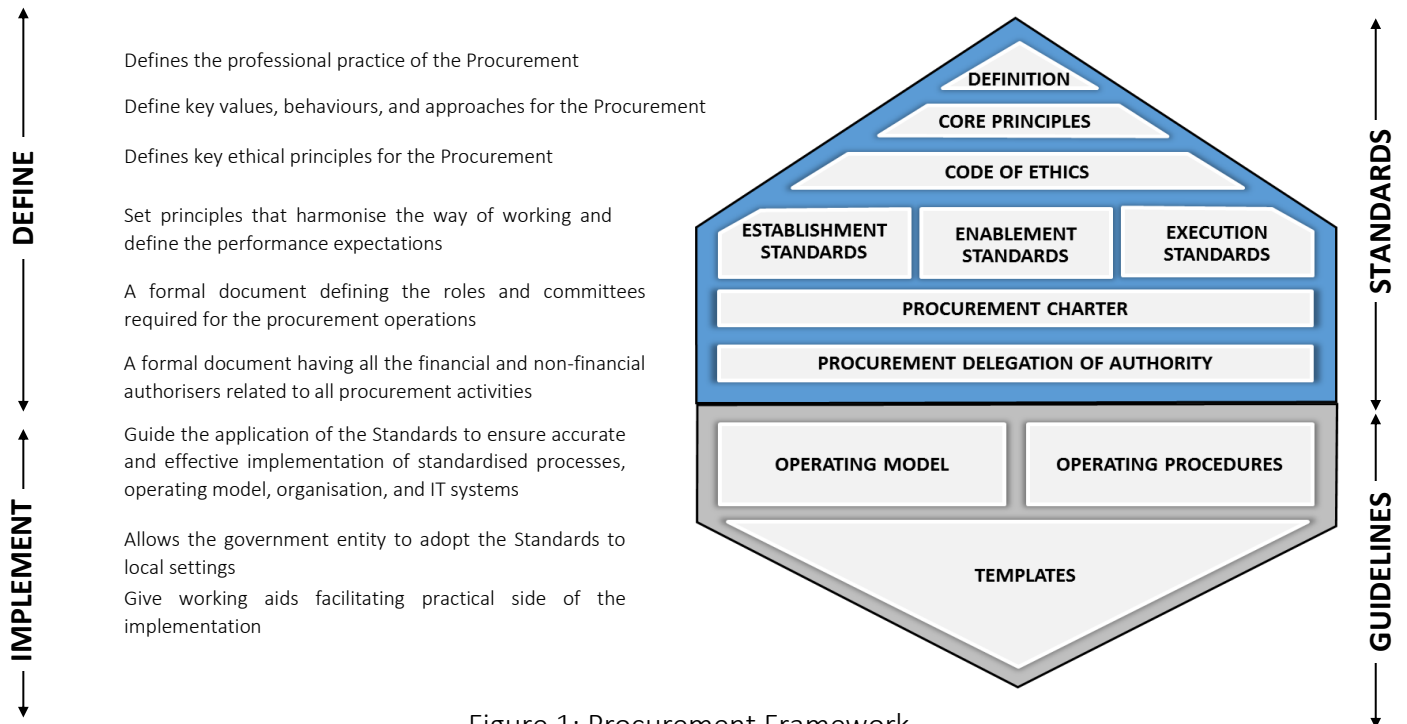 DEFINE
IMPLEMENT
Defines the professional practice of the Procurement
Define key values, behaviours, and approaches for the Procurement
Defines key ethical principles for the Procurement
Set principles that harmonise the way of working and
define the performance expectations
A formal document defining the roles and committees
required for the procurement operations
A formal document having all the financial and non-financial
authorisers related to all procurement activities
Guide the application of the Standards to ensure accurate
and effective implementation of standardised processes,
operating model, organisation, and IT systems
Allows the government entity to adopt the Standards to
local settings
Give working aids facilitating practical side of the
implementation
DEFINITION
CORE PRINCIPLES
CODE OF ETHICS
ESTABLISHMENT
STANDARDS
ENABLEMENT
STANDARDS
EXECUTION
STANDARDS
PROCUREMENT CHARTER
PROCUREMENT DELEGATION OF AUTHORITY
OPERATING MODEL
OPERATING PROCEDURES
TEMPLATES
STANDARDS
GUIDELINES
Figure 1: Procurement Framework